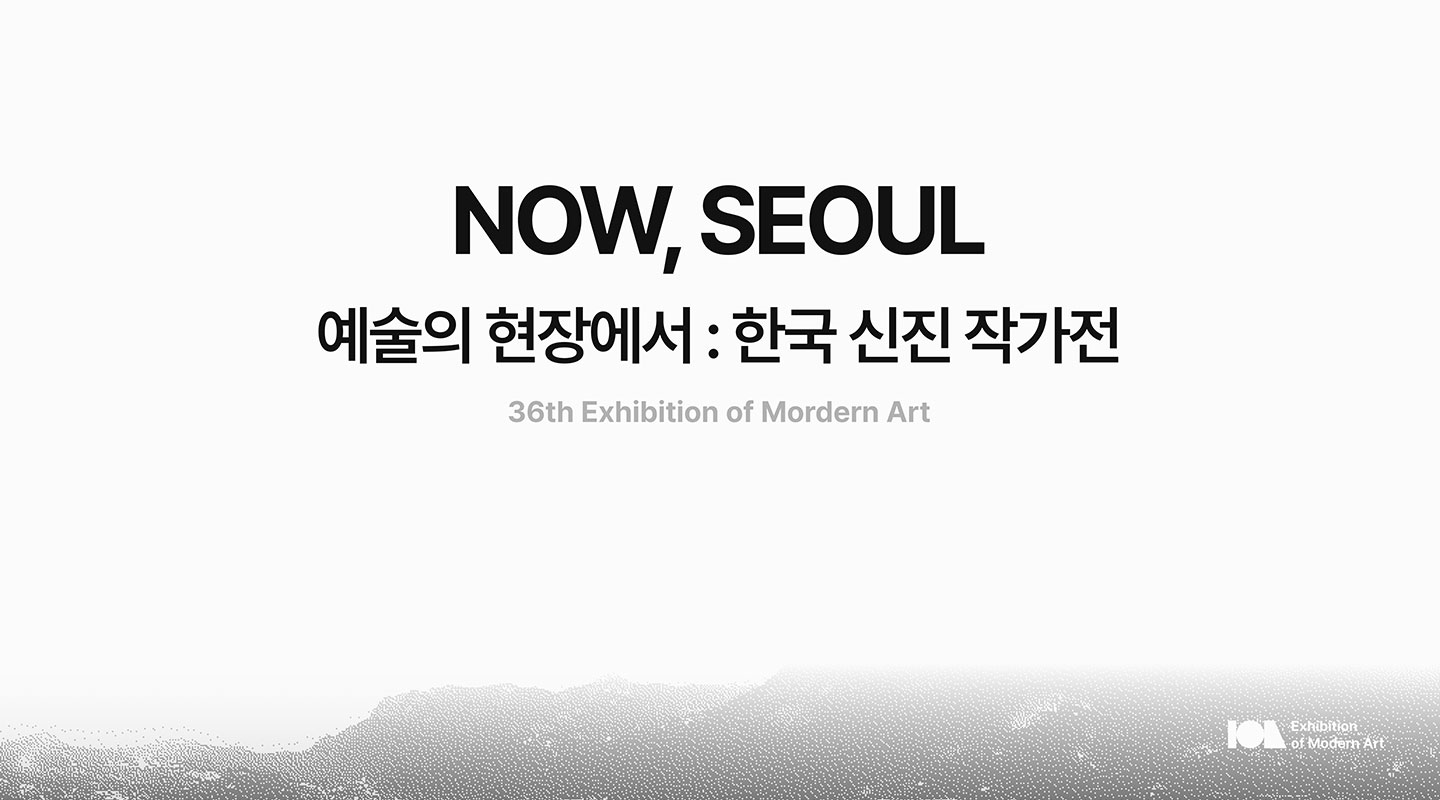 NOW, SEOUL
예술의 현장에서 : 한국 신진 작가전
36th Exhibition of Mordern Art
IOA Exhibition
of Modern Art